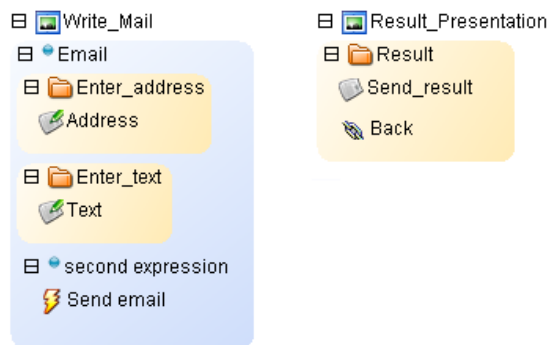 Write_Mail
Email
Enter_address
Address
Enter_text
Text
second expression
Send email
Result_Presentation
Result
Send_result
Back